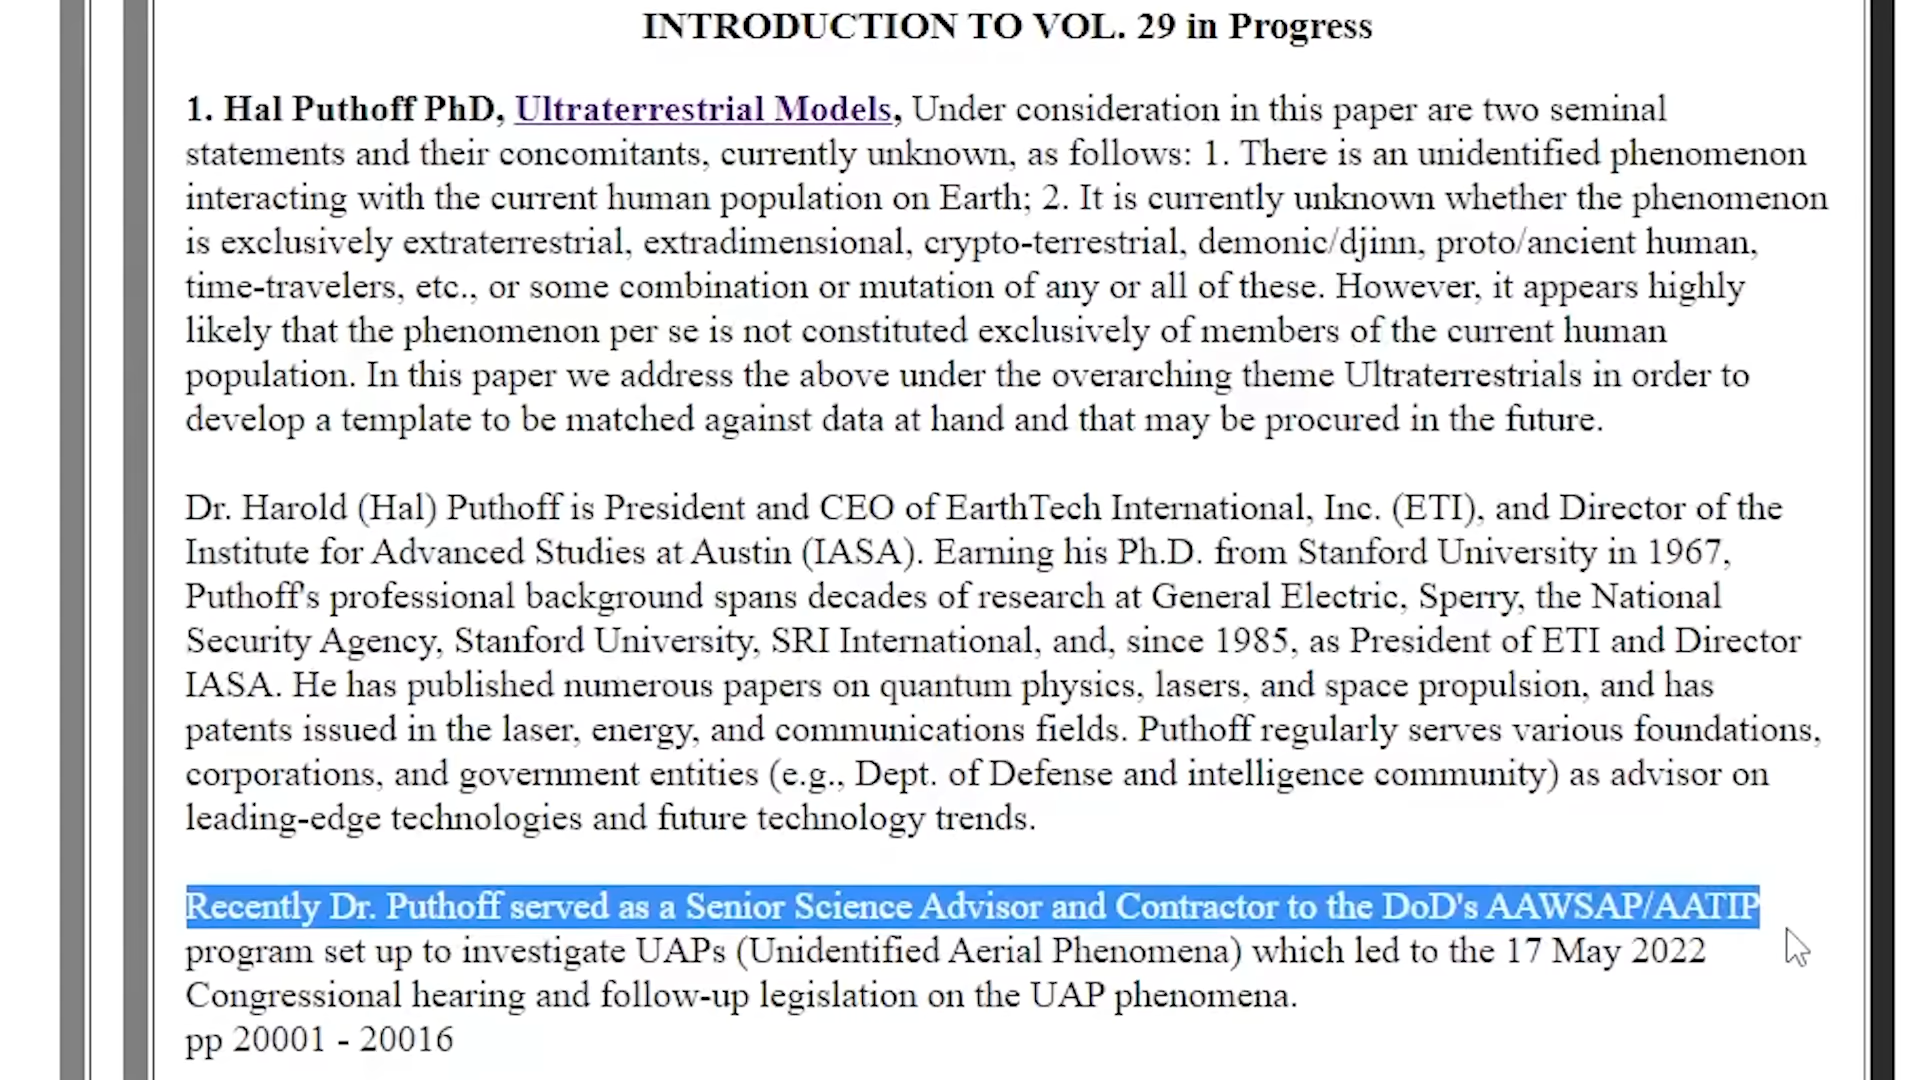 INTRODUCTION TO VOL. 29 in Progress
1. Hal Puthoff PhD, Ultraterrestrial Models, Under consideration in this paper are two seminal
statements and their concomitants, currently unknown, as follows: 1. There is an unidentified phenomenon
interacting with the current human population on Earth; 2. It is currently unknown whether the phenomenon
is exclusively extraterrestrial, extradimensional, crypto-terrestrial, demonic/djinn, proto/ancient human,
time-travelers, etc., or some combination or mutation of any or all of these. However, it appears highly
likely that the phenomenon per se is not constituted exclusively of members of the current human
population. In this paper we address the above under the overarching theme Ultraterrestrials in order to
develop a template to be matched against data at hand and that may be procured in the future.
Dr. Harold (Hal) Puthoff is President and CEO of EarthTech International, Inc. (ETI), and Director of the
Institute for Advanced Studies at Austin (IASA). Earning his Ph.D. from Stanford University in 1967,
Puthoff's professional background spans decades of research at General Electric, Sperry, the National
Security Agency, Stanford University, SRI International, and, since 1985, as President of ETI and Director
IASA. He has published numerous papers on quantum physics, lasers, and space propulsion, and has
patents issued in the laser, energy, and communications fields. Puthoff regularly serves various foundations,
corporations, and government entities (e.g., Dept. of Defense and intelligence community) as advisor on
leading-edge technologies and future technology trends.
Recently Dr. Puthoff served as a Senior Science Advisor and Contractor to the DoD's AAWSAP/AATIP
program set up to investigate UAPs (Unidentified Aerial Phenomena) which led to the 17 May 2022
Congressional hearing and follow-up legislation on the UAP phenomena.
pp 20001 - 20016